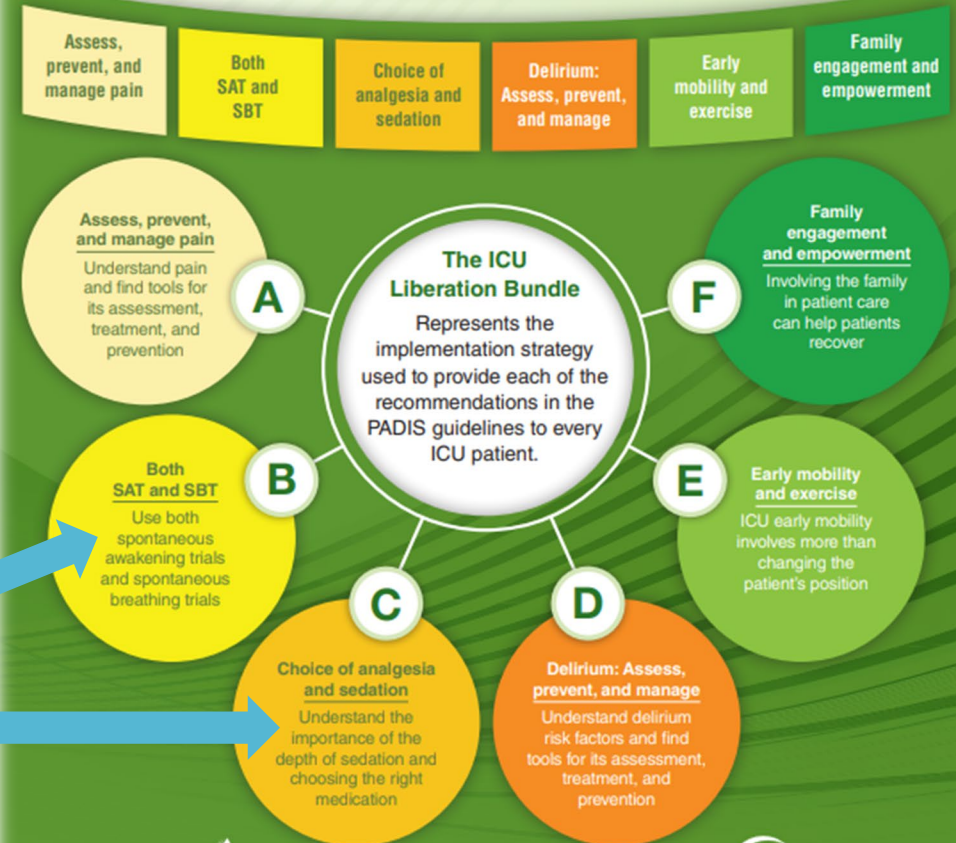 Assess,
prevent, and
manage pain
Both
SAT and
SBT
Choice of
analgesia and
sedation
Delirium:
Assess, prevent,
and manage
Early
mobility and
exercise
Family
engagement and
empowerment
Assess, prevent,
and manage pain
Understand pain
and find tools for
its assessment,
treatment, and
prevention
A
The ICU
Liberation Bundle
Represents the
implementation strategy
used to provide each of the
recommendations in the
PADIS guidelines to every
ICU patient.
F
Family
engagement
and empowerment
Involving the family
in patient care
can help patients
recover
B
Both
SAT and SBT
Use both
spontaneous
awakening trials
and spontaneous
breathing trials
E
Early mobility
and exercise
ICU early mobility
involves more than
changing the
patient's position
C
Choice of analgesia
and sedation
Understand the
importance of the
depth of sedation and
choosing the right
medication
D
Delirium: Assess,
prevent, and manage
Understand delirium
risk factors and find
tools for its assessment,
treatment, and
prevention